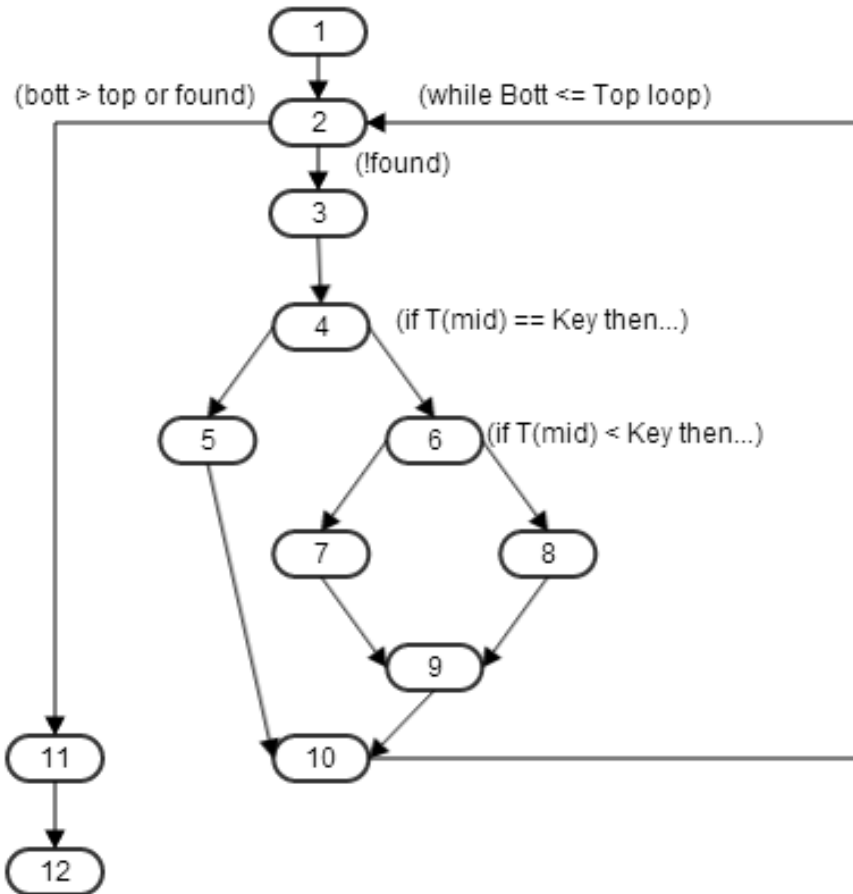 1
(bott > top or found)
(while Bott <= Top loop)
2
(!found)
3
4
(if T(mid) == Key then...)
5
6
(if T(mid) < Key then...)
7
8
9
11
10
12